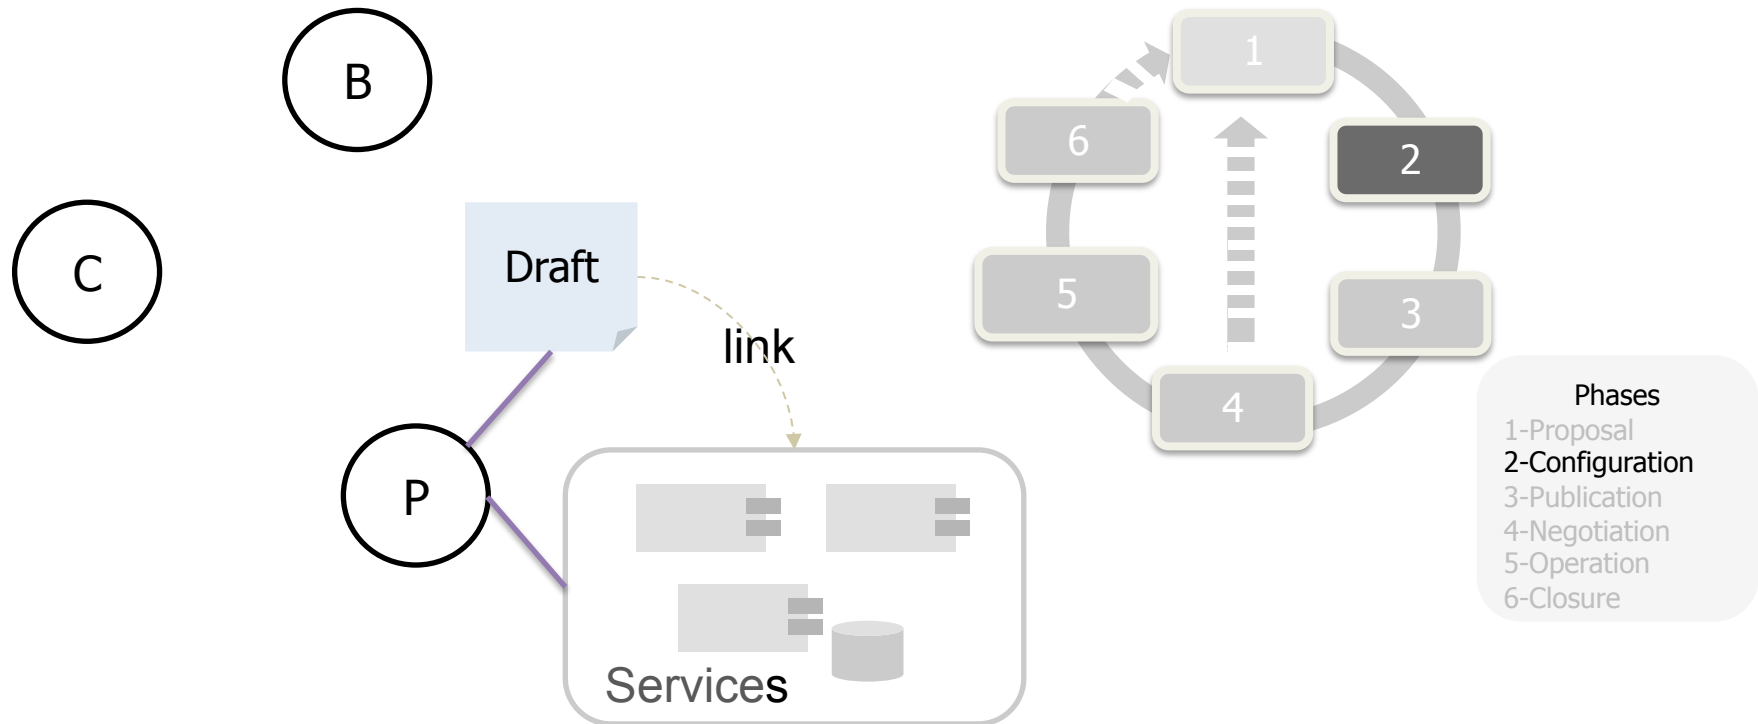 B
C
Draft
link
P
Services
1
2
3
4
5
6
Phases
1-Proposal
2-Configuration
3-Publication
4-Negotiation
5-Operation
6-Closure